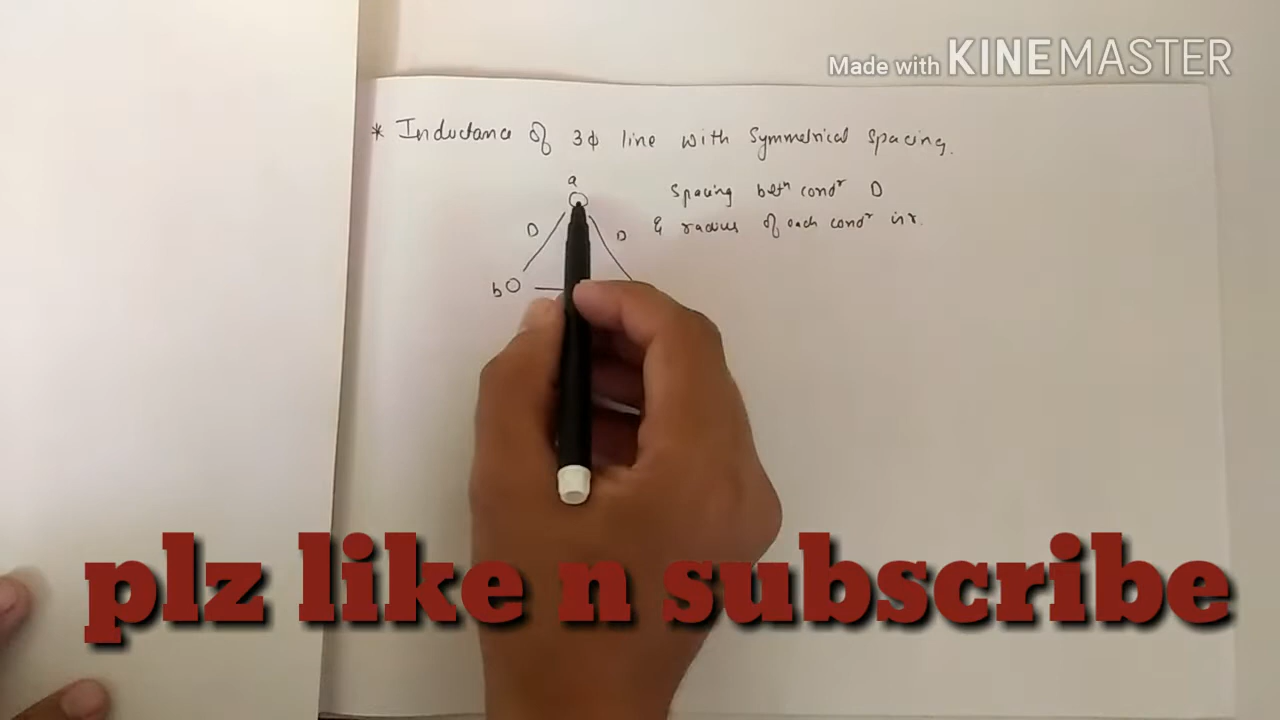 Made with KINEMASTER
* Inductance of 3φ line with Symmetrical Spacing.
a
Spacing betⁿ condʳ D
D
D
& radius of each condʳ is r.
b
plz like n subscribe